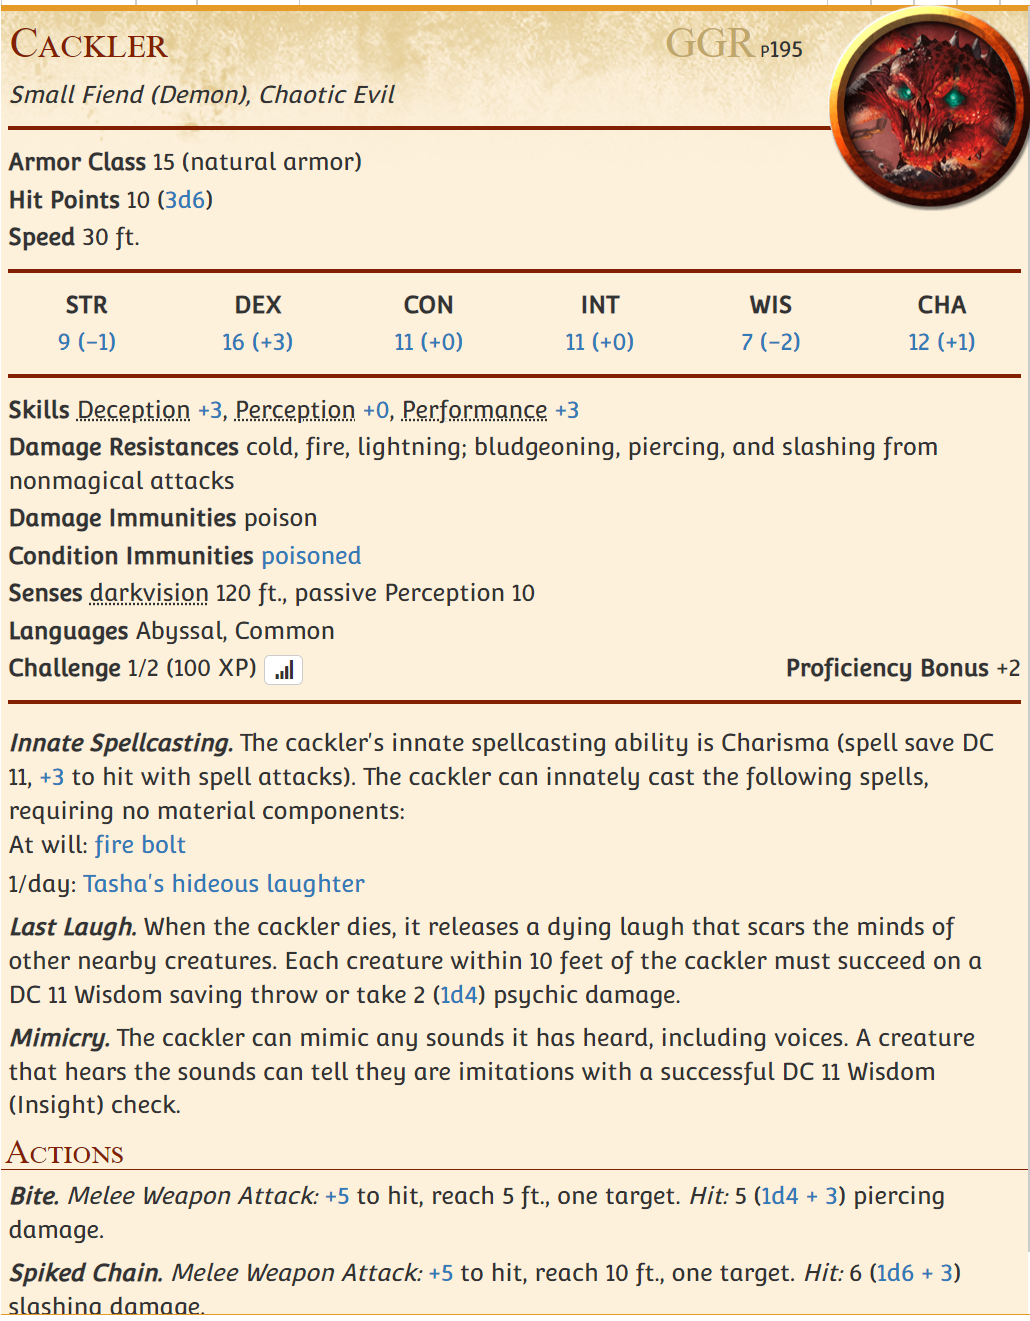 Cackler
GGR P195
Small Fiend (Demon), Chaotic Evil
Armor Class 15 (natural armor)
Hit Points 10 (3d6)
Speed 30 ft.
STR DEX CON INT WIS CHA
9 (−1) 16 (+3) 11 (+0) 11 (+0) 7 (−2) 12 (+1)
Skills Deception +3, Perception +0, Performance +3
Damage Resistances cold, fire, lightning; bludgeoning, piercing, and slashing from
nonmagical attacks
Damage Immunities poison
Condition Immunities poisoned
Senses darkvision 120 ft., passive Perception 10
Languages Abyssal, Common
Challenge 1/2 (100 XP) Proficiency Bonus +2
Innate Spellcasting. The cackler's innate spellcasting ability is Charisma (spell save DC
11, +3 to hit with spell attacks). The cackler can innately cast the following spells,
requiring no material components:
At will: fire bolt
1/day: Tasha's hideous laughter
Last Laugh. When the cackler dies, it releases a dying laugh that scars the minds of
other nearby creatures. Each creature within 10 feet of the cackler must succeed on a
DC 11 Wisdom saving throw or take 2 (1d4) psychic damage.
Mimicry. The cackler can mimic any sounds it has heard, including voices. A creature
that hears the sounds can tell they are imitations with a successful DC 11 Wisdom
(Insight) check.
Actions
Bite. Melee Weapon Attack: +5 to hit, reach 5 ft., one target. Hit: 5 (1d4 + 3) piercing
damage.
Spiked Chain. Melee Weapon Attack: +5 to hit, reach 10 ft., one target. Hit: 6 (1d6 + 3)
slashing damage.